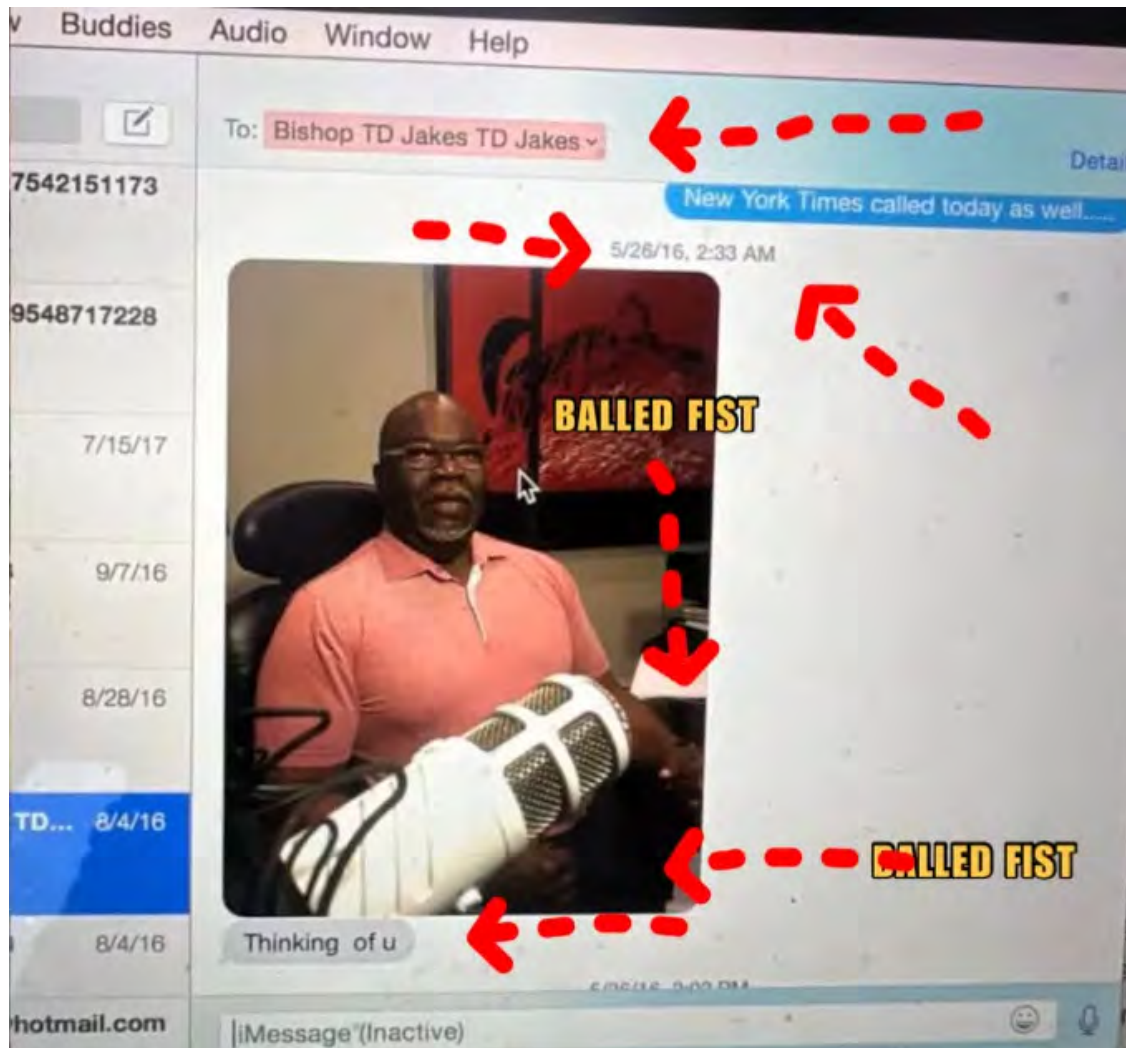 Buddies Audio Window Help
To: Bishop TD Jakes TD Jakes
Detai
7542151173
New York Times called today as well.....
5/26/16, 2:33 AM
9548717228
BALLED FIST
7/15/17
9/7/16
8/28/16
TD... 8/4/16
BALLED FIST
8/4/16
Thinking of u
hotmail.com
iMessage (Inactive)